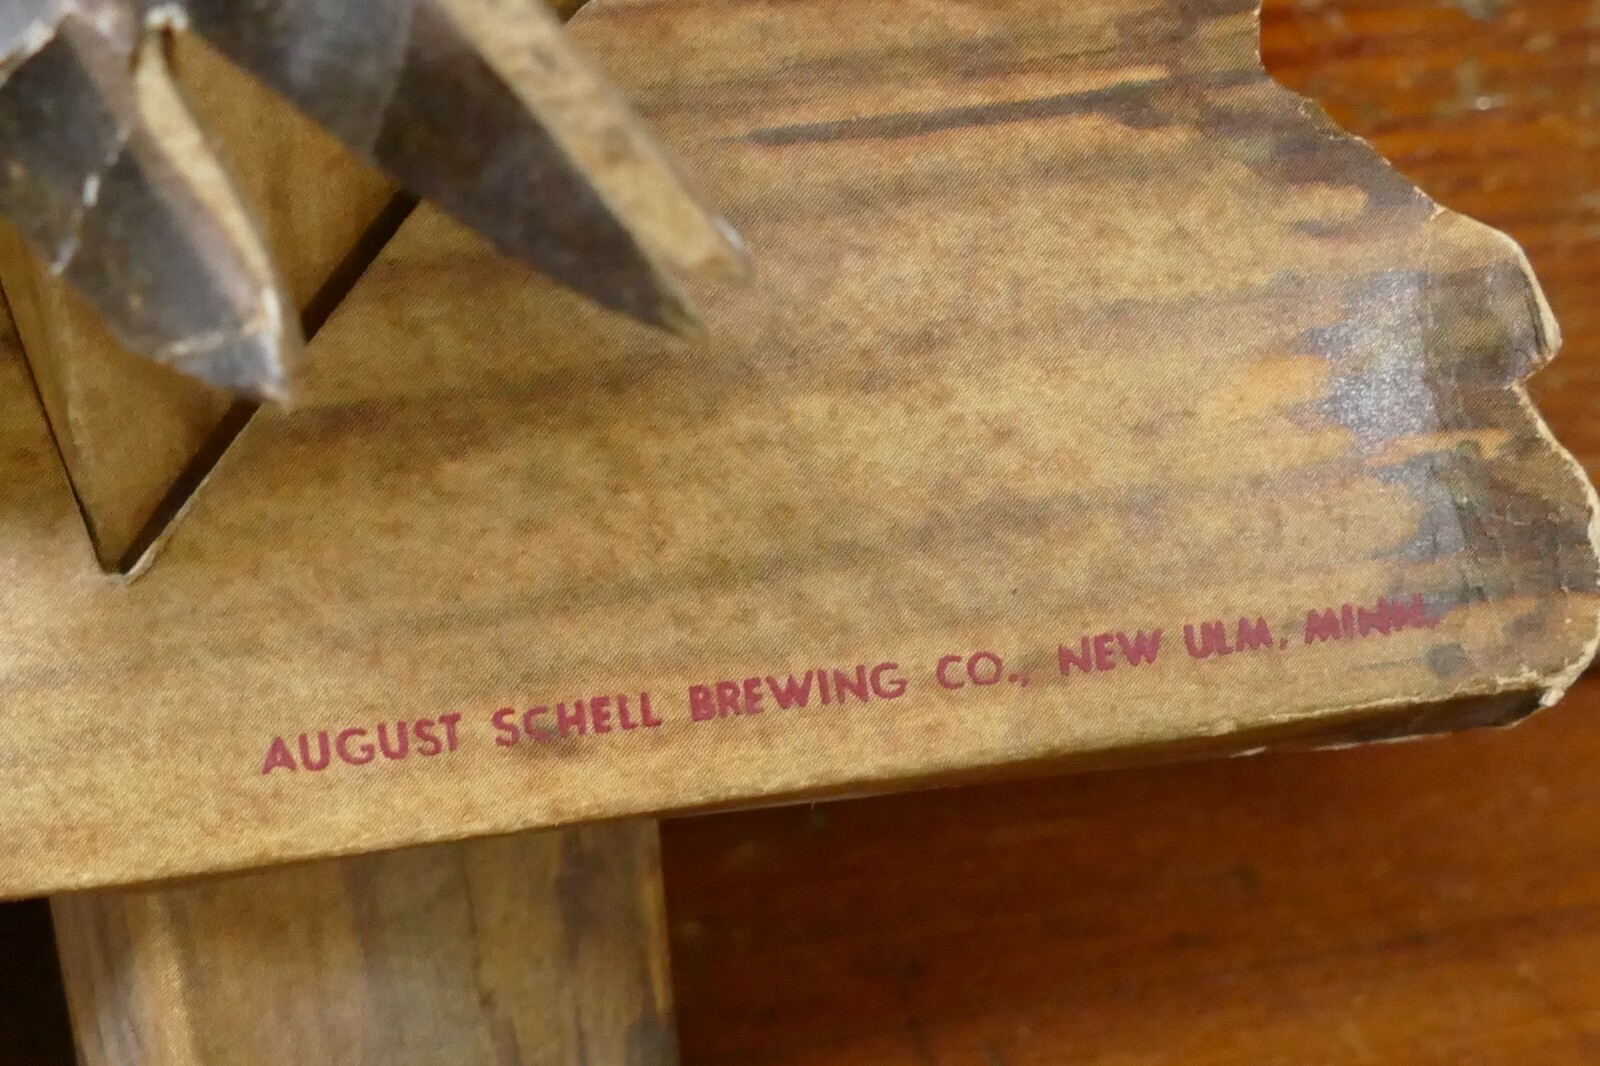 AUGUST SCHELL BREWING CO., NEW ULM, MINN.